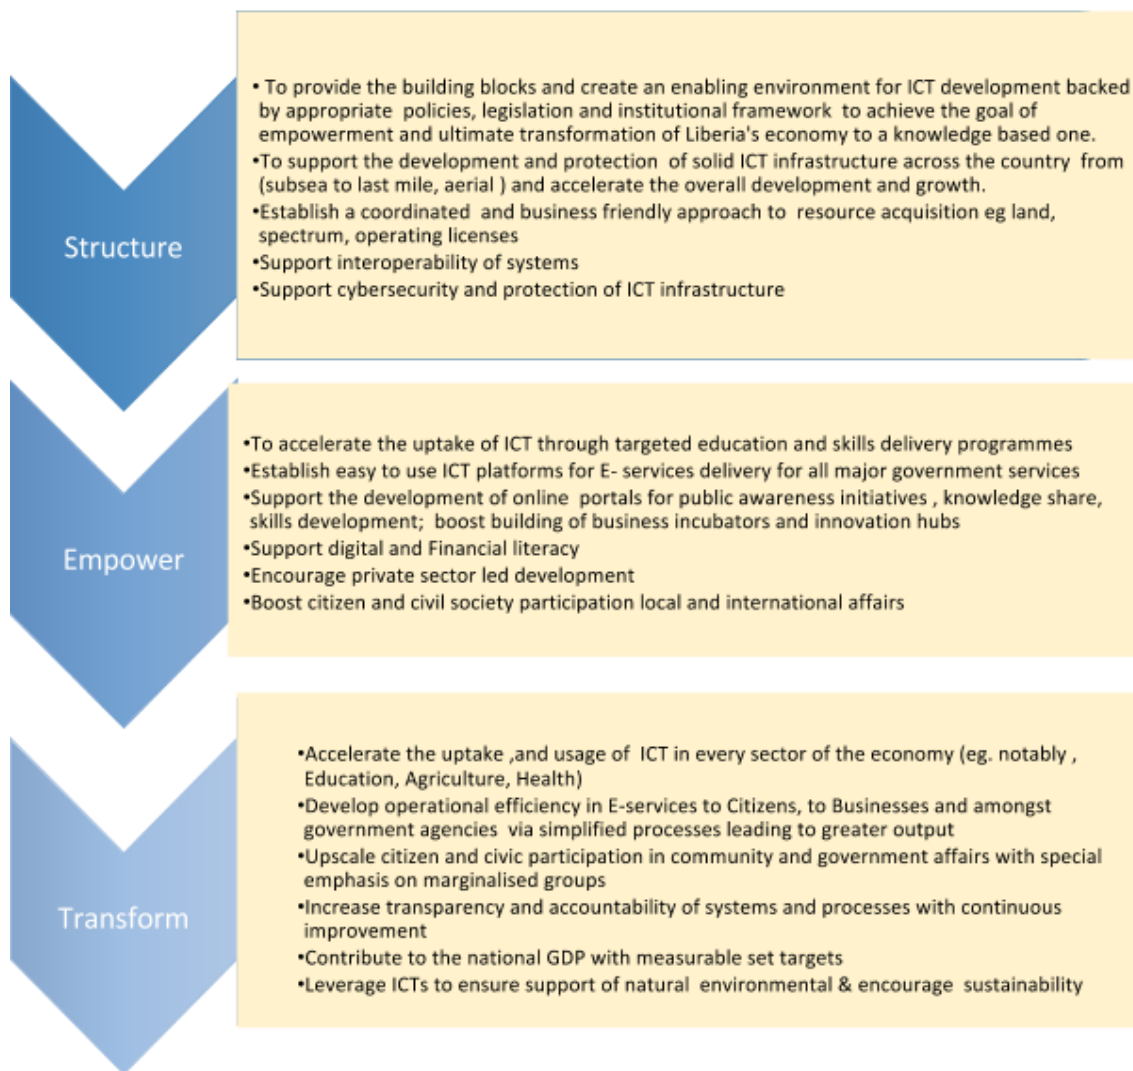 Structure
• To provide the building blocks and create an enabling environment for ICT development backed
by appropriate policies, legislation and institutional framework to achieve the goal of
empowerment and ultimate transformation of Liberia's economy to a knowledge based one.
•To support the development and protection of solid ICT infrastructure across the country from
(subsea to last mile, aerial ) and accelerate the overall development and growth.
•Establish a coordinated and business friendly approach to resource acquisition eg land,
spectrum, operating licenses
•Support interoperability of systems
•Support cybersecurity and protection of ICT infrastructure
Empower
•To accelerate the uptake of ICT through targeted education and skills delivery programmes
•Establish easy to use ICT platforms for E- services delivery for all major government services
•Support the development of online portals for public awareness initiatives , knowledge share,
skills development; boost building of business incubators and innovation hubs
•Support digital and Financial literacy
•Encourage private sector led development
•Boost citizen and civil society participation local and international affairs
Transform
•Accelerate the uptake ,and usage of ICT in every sector of the economy (eg. notably ,
Education, Agriculture, Health)
•Develop operational efficiency in E-services to Citizens, to Businesses and amongst
government agencies via simplified processes leading to greater output
•Upscale citizen and civic participation in community and government affairs with special
emphasis on marginalised groups
•Increase transparency and accountability of systems and processes with continuous
improvement
•Contribute to the national GDP with measurable set targets
•Leverage ICTs to ensure support of natural environmental & encourage sustainability